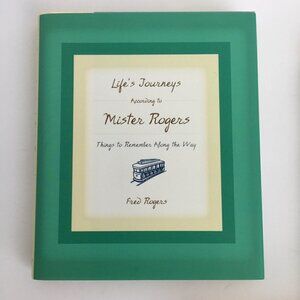 Life's Journeys
According to
Mister Rogers
Things to Remember Along the Way
Fred Rogers